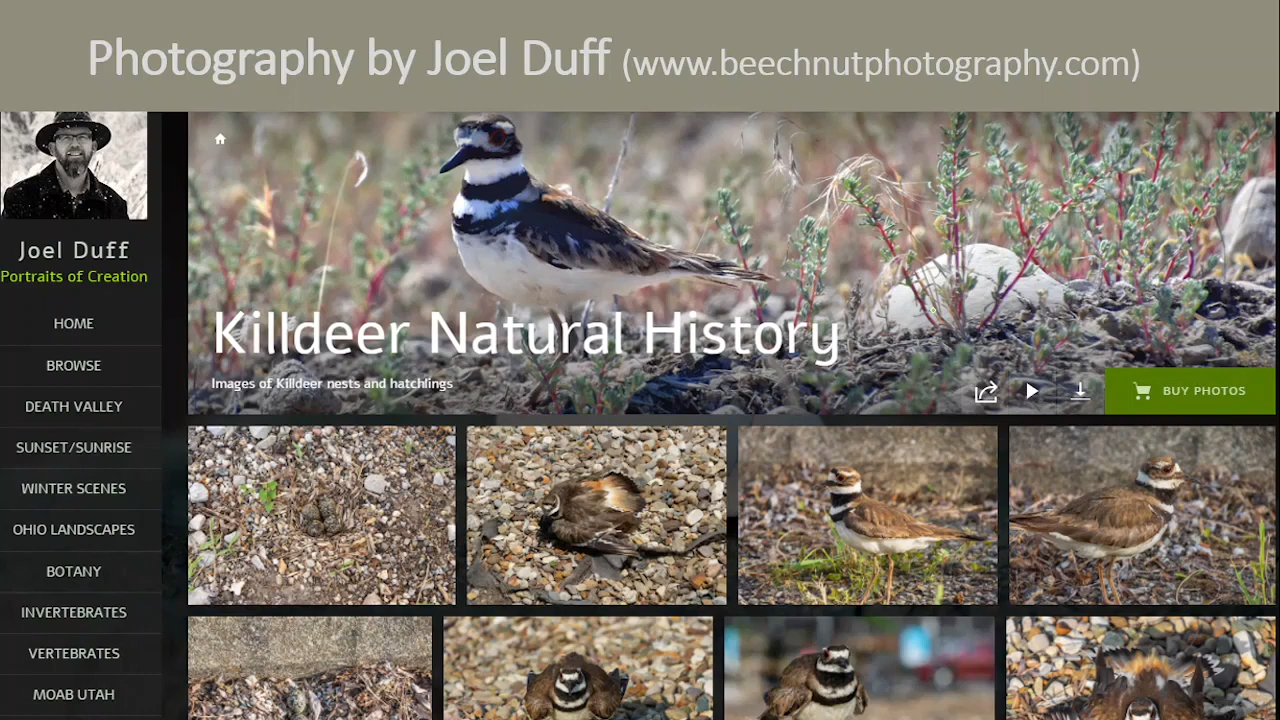 Photography by Joel Duff (www.beechnutphotography.com)
Joel Duff
Portraits of Creation
HOME
BROWSE
DEATH VALLEY
SUNSET/SUNRISE
WINTER SCENES
OHIO LANDSCAPES
BOTANY
INVERTEBRATES
VERTEBRATES
MOAB UTAH
Killdeer Natural History
Images of Killdeer nests and hatchlings
BUY PHOTOS